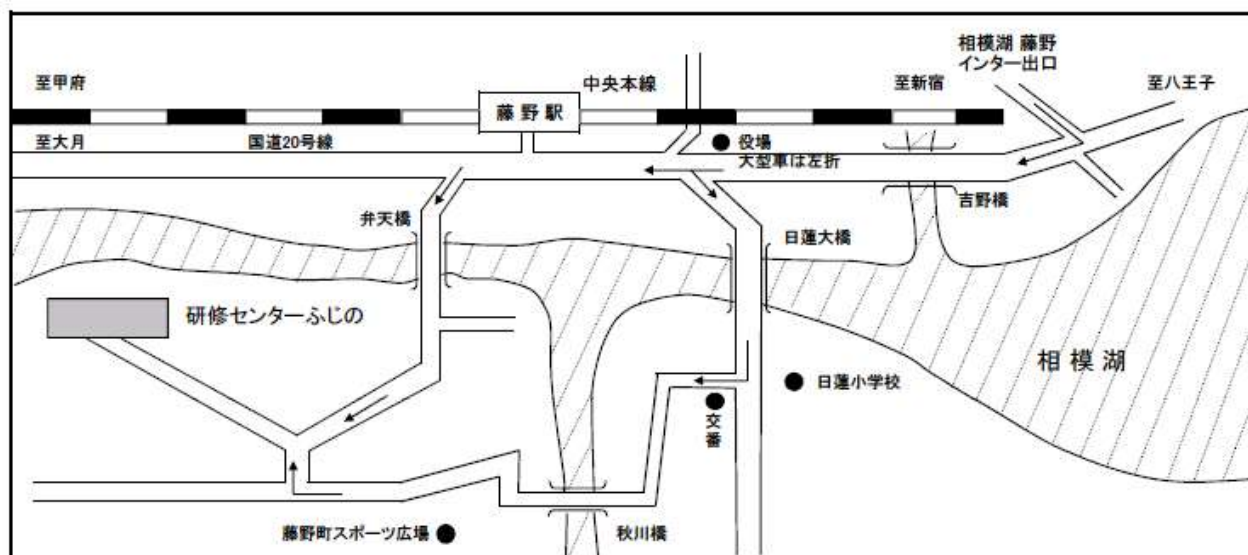 相模湖 藤野
インター出口
至甲府
中央本線
至新宿
至八王子
藤野駅
至大月
国道20号線
役場
大型車は左折
吉野橋
弁天橋
日蓮大橋
研修センターふじの
相模湖
日蓮小学校
交番
藤野町スポーツ広場
秋川橋